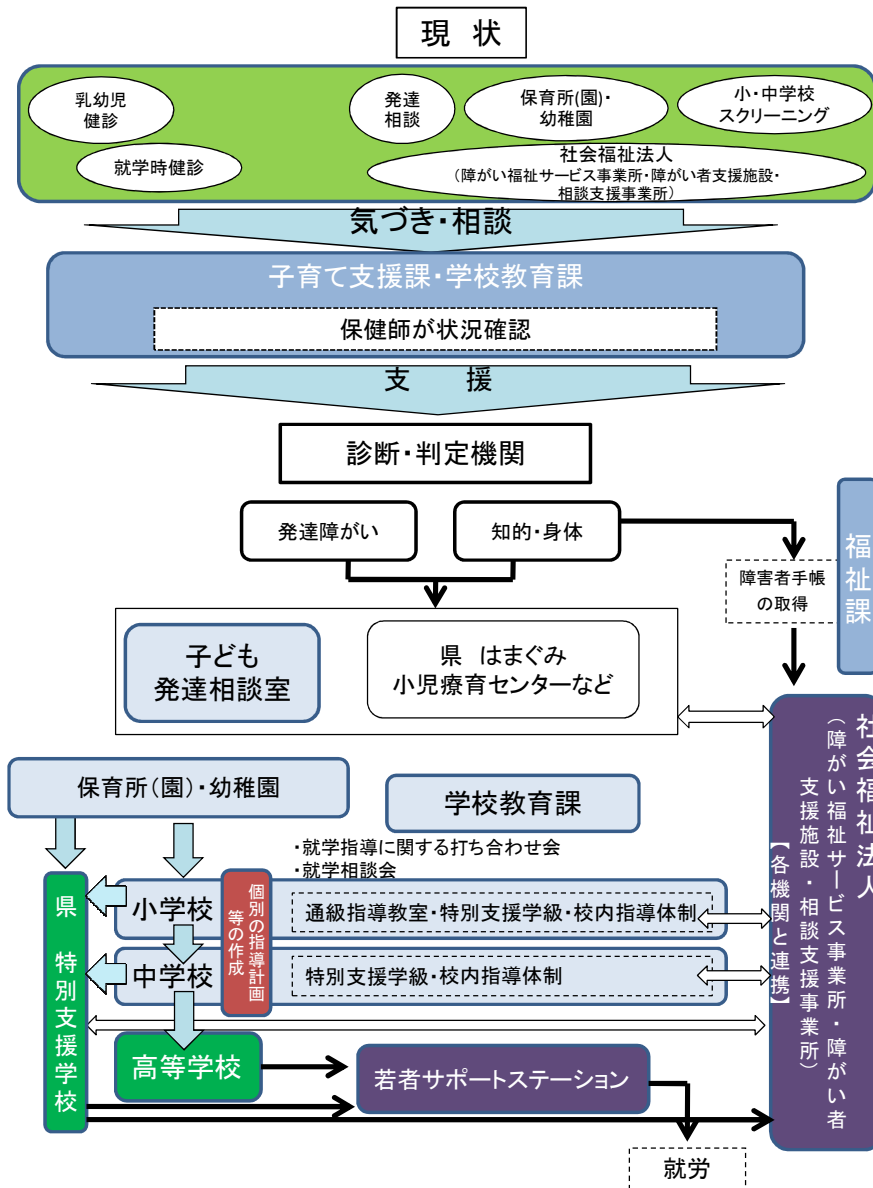 現　状
乳幼児
健診
発達
相談
保育所(園)・
幼稚園
小・中学校
スクリーニング
就学時健診
社会福祉法人
（障がい福祉サービス事業所・障がい者支援施設・
相談支援事業所）
気づき・相談
子育て支援課・学校教育課
保健師が状況確認
支　　援
診断・判定機関
発達障がい
知的・身体
福祉課
障害者手帳
の取得
子ども
発達相談室
県　はまぐみ
小児療育センターなど
社会福祉法人
（障がい福祉サービス事業所・障がい者
支援施設・相談支援事業所）
【各機関と連携】
保育所（園）・幼稚園
学校教育課
・就学指導に関する打ち合わせ会
・就学相談会
県　特別支援学校
小学校
個別の指導計画
等の作成
通級指導教室・特別支援学級・校内指導体制
中学校
特別支援学級・校内指導体制
高等学校
若者サポートステーション
就労